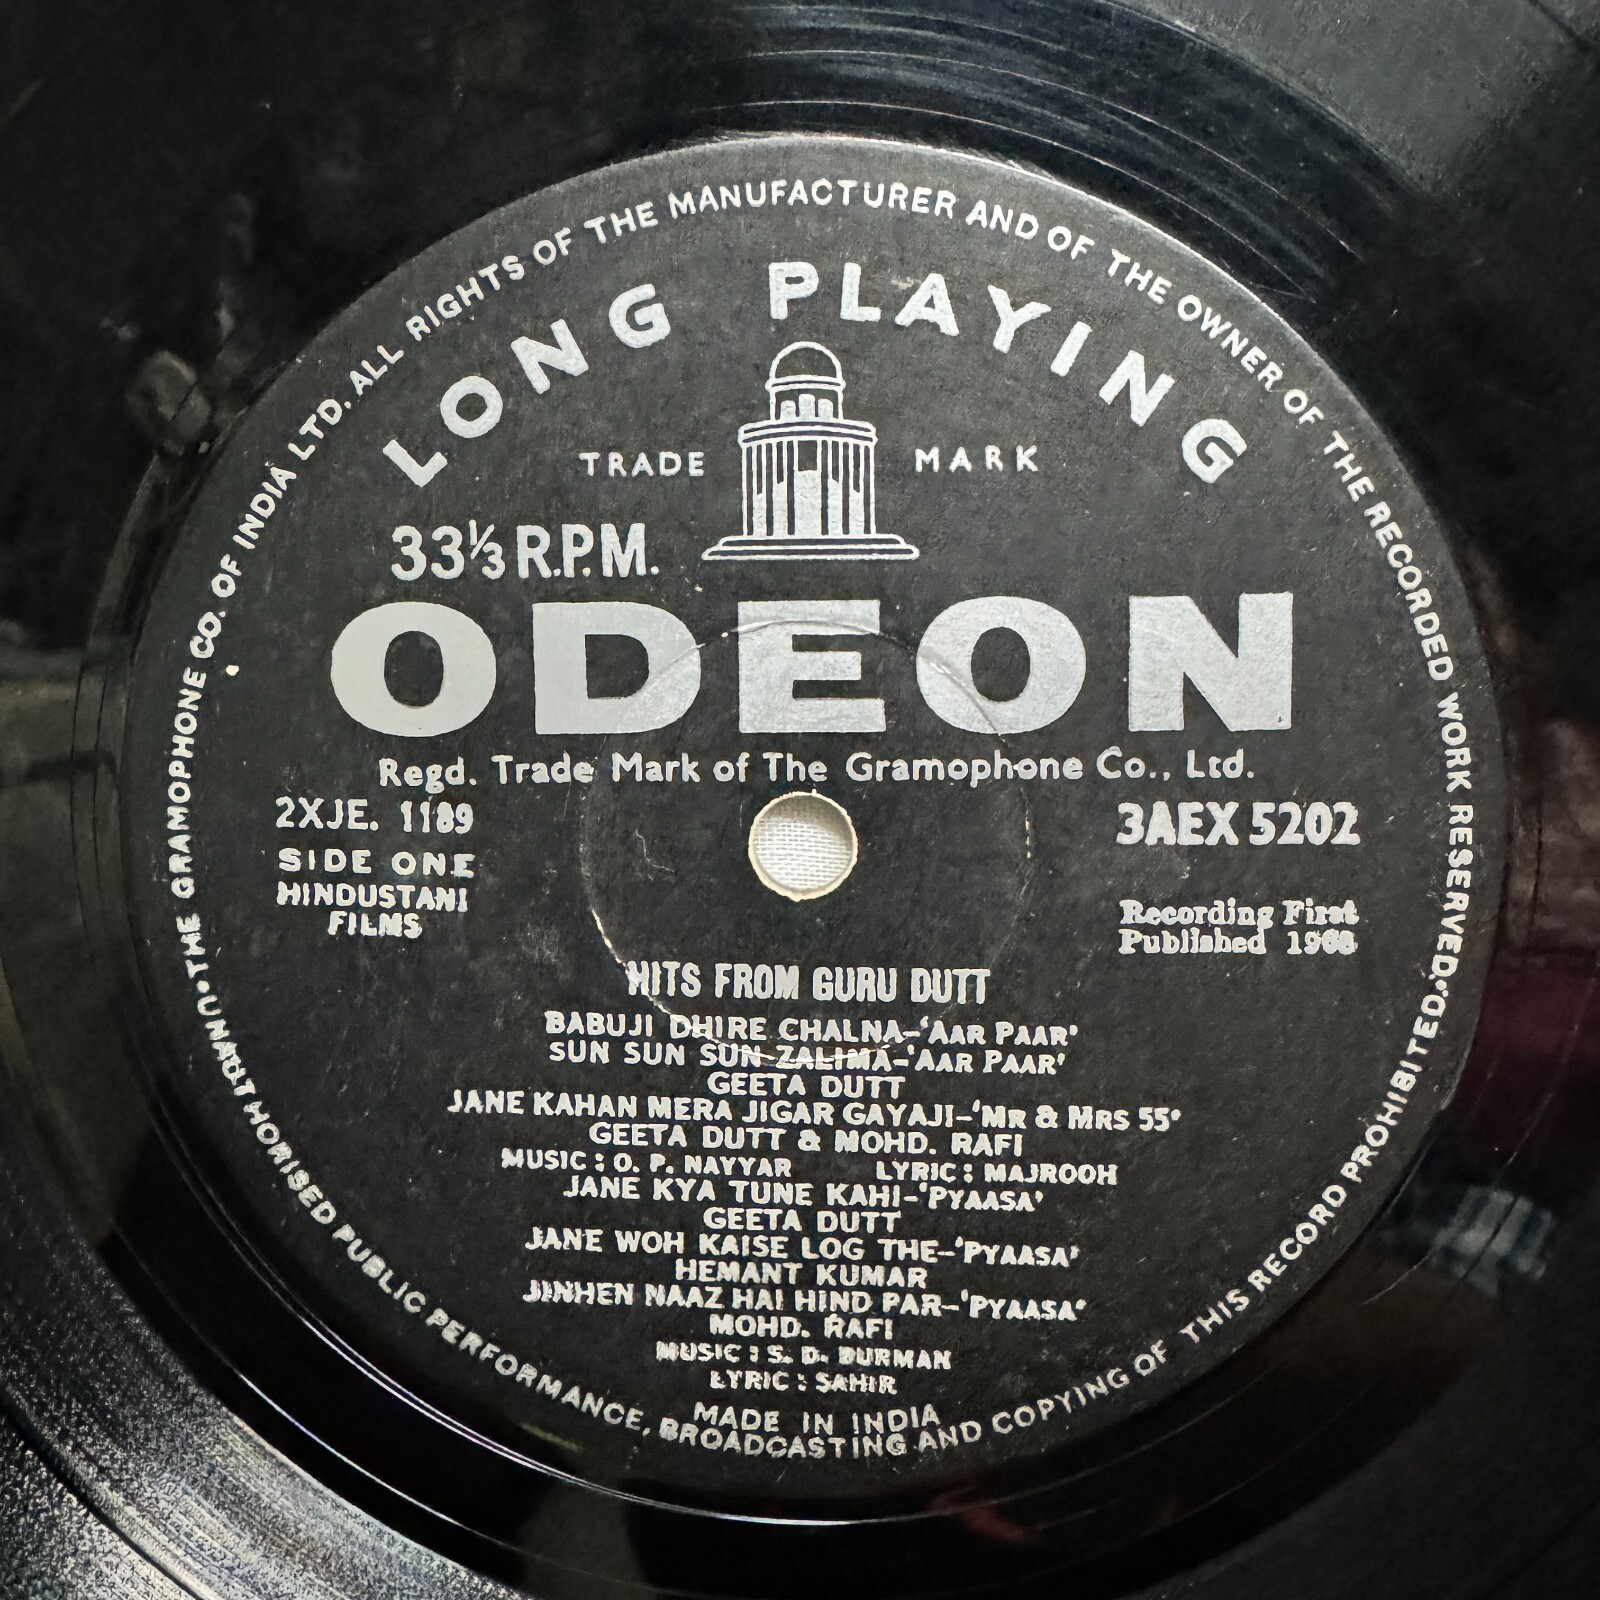 THE GRAMOPHONE CO. OF INDIA LTD. ALL RIGHTS OF THE MANUFACTURER AND OF THE OWNER OF THE RECORDED WORK RESERVED.
UNAUTHORISED PUBLIC PERFORMANCE, BROADCASTING AND COPYING OF THIS RECORD PROHIBITED.
LONG PLAYING
TRADE MARK
33⅓ R.P.M.
ODEON
Regd. Trade Mark of The Gramophone Co., Ltd.
2XJE. 1189
SIDE ONE
HINDUSTANI
FILMS
3AEX 5202
Recording First
Published
HITS FROM GURU DUTT
BABUJI DHIRE CHALNA-'AAR PAAR'
SUN SUN SUN ZALIMA-'AAR PAAR'
GEETA DUTT
JANE KAHAN MERA JIGAR GAYAJI-'MR & MRS 55'
GEETA DUTT & MOHD. RAFI
MUSIC : O. P. NAYYAR LYRIC : MAJROOH
JANE KYA TUNE KAHI-'PYAASA'
GEETA DUTT
JANE WOH KAISE LOG THE-'PYAASA'
HEMANT KUMAR
JINHEN NAAZ HAI HIND PAR-'PYAASA'
MOHD. RAFI
MUSIC : S. D. BURMAN
LYRIC : SAHIR
MADE IN INDIA